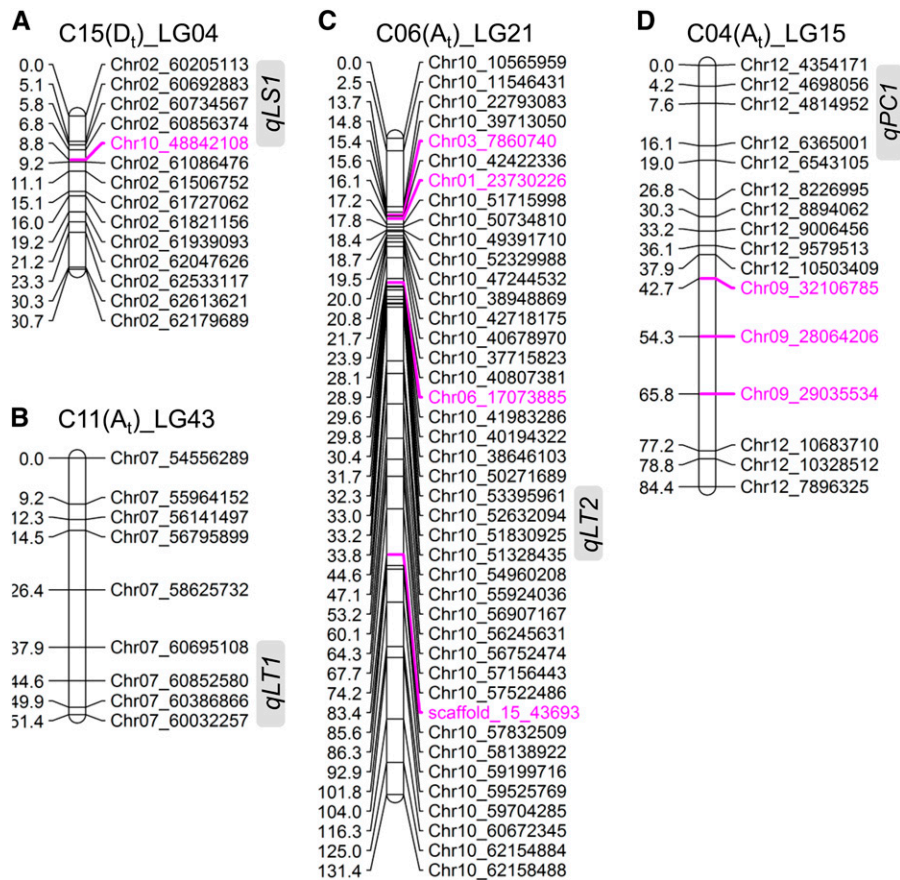 A
C15(Dt)_LG04
0.0 Chr02_60205113
5.1 Chr02_60692883
5.8 Chr02_60734567
6.8 Chr02_60856374
8.8 Chr10_48842108
9.2 Chr02_61086476
11.1 Chr02_61506752
15.1 Chr02_61727062
16.0 Chr02_61821156
19.2 Chr02_61939093
21.2 Chr02_62047626
23.3 Chr02_62533117
30.3 Chr02_62613621
30.7 Chr02_62179689
qLS1
B
C11(At)_LG43
0.0 Chr07_54556289
9.2 Chr07_55964152
12.3 Chr07_56141497
14.5 Chr07_56795899
26.4 Chr07_58625732
37.9 Chr07_60695108
44.6 Chr07_60852580
49.9 Chr07_60386866
51.4 Chr07_60032257
qLT1
C
C06(At)_LG21
0.0 Chr10_10565959
2.5 Chr10_11546431
13.7 Chr10_22793083
14.8 Chr10_39713050
15.4 Chr03_7860740
15.6 Chr10_42422336
16.1 Chr01_23730226
17.2 Chr10_51715998
17.8 Chr10_50734810
18.4 Chr10_49391710
Chr10_52329988
19.5 Chr10_47244532
20.0 Chr10_38948869
20.8 Chr10_42718175
21.7 Chr10_40678970
23.9 Chr10_37715823
28.1 Chr10_40807381
28.9 Chr06_17073885
29.6 Chr10_41983286
29.8 Chr10_40194322
30.4 Chr10_38646103
31.7 Chr10_50271689
32.3 Chr10_53395961
33.0 Chr10_52632094
33.2 Chr10_51830925
33.8 Chr10_51328435
44.6 Chr10_54960208
47.1 Chr10_55924036
53.2 Chr10_56907167
60.1 Chr10_56245631
64.3 Chr10_56752474
67.7 Chr10_57156443
74.2 Chr10_57522486
83.4 scaffold_15_43693
85.6 Chr10_57832509
86.3 Chr10_58138922
92.9 Chr10_59199716
101.8 Chr10_59525769
104.0 Chr10_59704285
116.3 Chr10_60672345
125.0 Chr10_62154884
131.4 Chr10_62158488
qLT2
D
C04(At)_LG15
0.0 Chr12_4354171
4.2 Chr12_4698056
7.6 Chr12_4814952
16.1 Chr12_6365001
19.0 Chr12_6543105
26.8 Chr12_8226995
30.3 Chr12_8894062
33.2 Chr12_9006456
36.1 Chr12_9579513
37.9 Chr12_10503409
42.7 Chr09_32106785
54.3 Chr09_28064206
65.8 Chr09_29035534
77.2 Chr12_10683710
78.8 Chr12_10328512
84.4 Chr12_7896325
qPC1